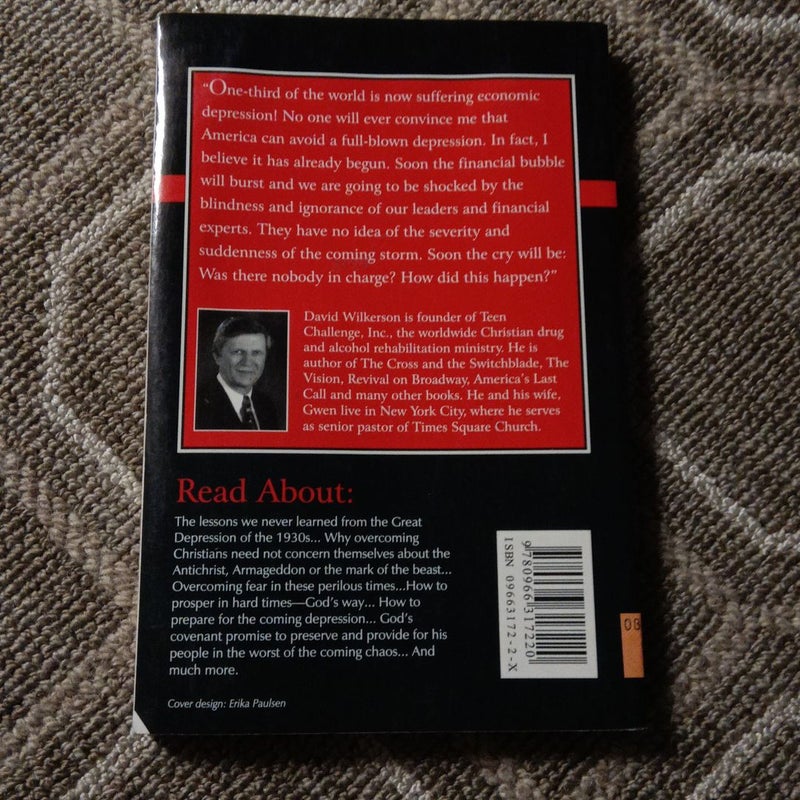 “One-third of the world is now suffering economic
depression! No one will ever convince me that
America can avoid a full-blown depression. In fact, I
believe it has already begun. Soon the financial bubble
will burst and we are going to be shocked by the
blindness and ignorance of our leaders and financial
experts. They have no idea of the severity and
suddenness of the coming storm. Soon the cry will be:
Was there nobody in charge? How did this happen?”
David Wilkerson is founder of Teen
Challenge, Inc., the worldwide Christian drug
and alcohol rehabilitation ministry. He is
author of The Cross and the Switchblade, The
Vision, Revival on Broadway, America's Last
Call and many other books. He and his wife,
Gwen live in New York City, where he serves
as senior pastor of Times Square Church.
Read About:
The lessons we never learned from the Great
Depression of the 1930s... Why overcoming
Christians need not concern themselves about the
Antichrist, Armageddon or the mark of the beast...
Overcoming fear in these perilous times...How to
prosper in hard times—God's way... How to
prepare for the coming depression... God's
covenant promise to preserve and provide for his
people in the worst of the coming chaos... And
much more.
Cover design: Erika Paulsen
9 780966 317220
ISBN 09663172-2-X